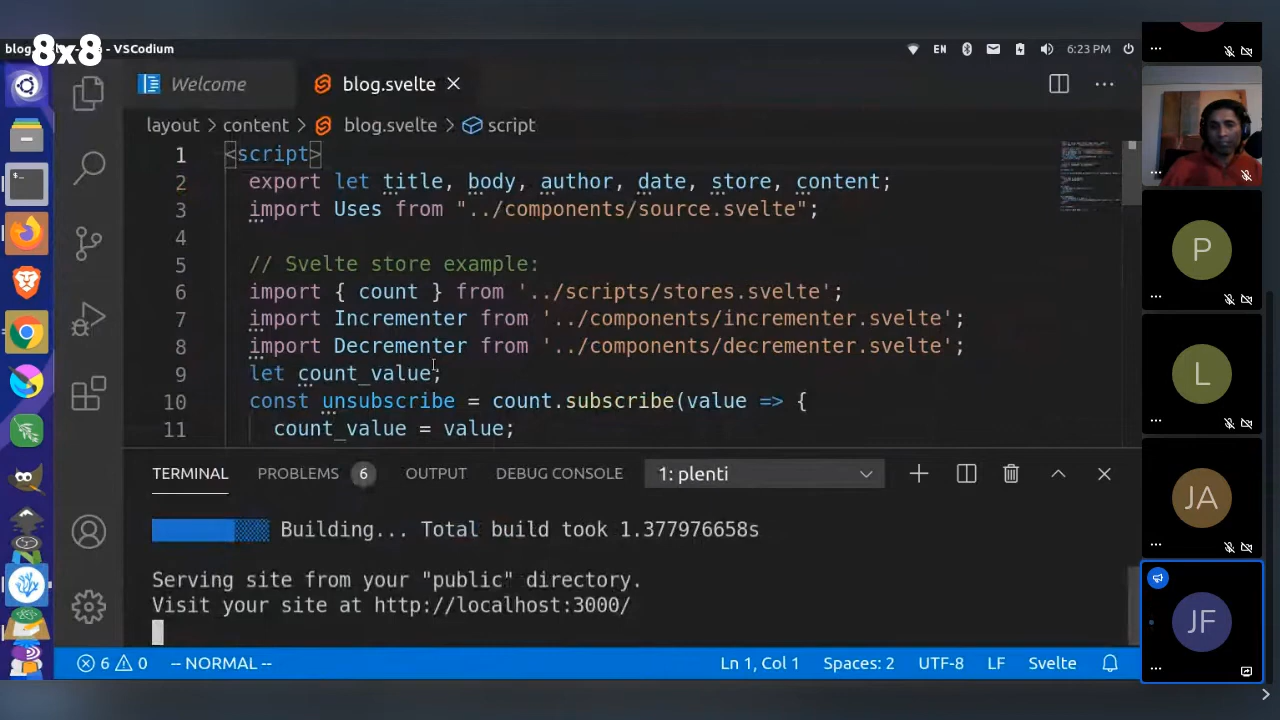 8x8
blog - VSCodium
EN
6:23 PM
Welcome
blog.svelte
layout > content > blog.svelte > script
1 <script>
2 export let title, body, author, date, store, content;
3 import Uses from "../components/source.svelte";
4
5 // Svelte store example:
6 import { count } from '../scripts/stores.svelte';
7 import Incrementer from '../components/incrementer.svelte';
8 import Decrementer from '../components/decrementer.svelte';
9 let count_value;
10 const unsubscribe = count.subscribe(value => {
11 count_value = value;
TERMINAL PROBLEMS 6 OUTPUT DEBUG CONSOLE 1: plenti
Building... Total build took 1.377976658s
Serving site from your "public" directory.
Visit your site at http://localhost:3000/
6 0 -- NORMAL -- Ln 1, Col 1 Spaces: 2 UTF-8 LF Svelte
P
L
JA
JF